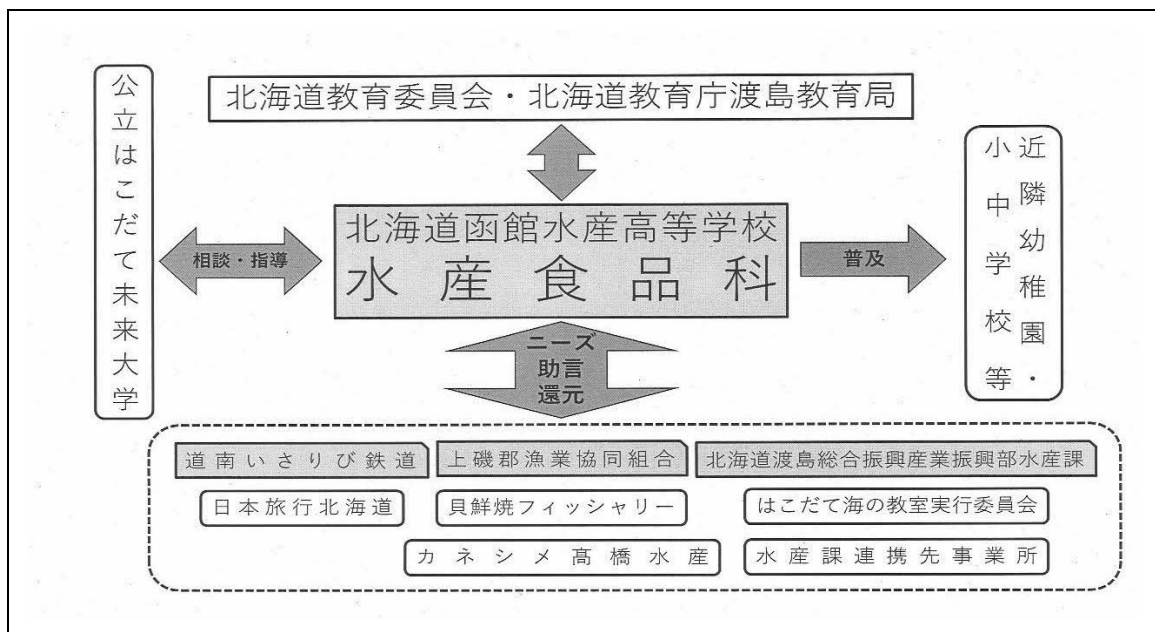 北海道教育委員会・北海道教育庁渡島教育局
公立はこだて未来大学
相談・指導
北海道函館水産高等学校
水産食品科
普及
近隣幼稚園・
小中学校等
ニーズ
助言
還元
道南いさりび鉄道
上磯郡漁業協同組合
北海道渡島総合振興産業振興部水産課
日本旅行北海道
貝鮮焼フィッシャリー
はこだて海の教室実行委員会
カネシメ髙橋水産
水産課連携先事業所